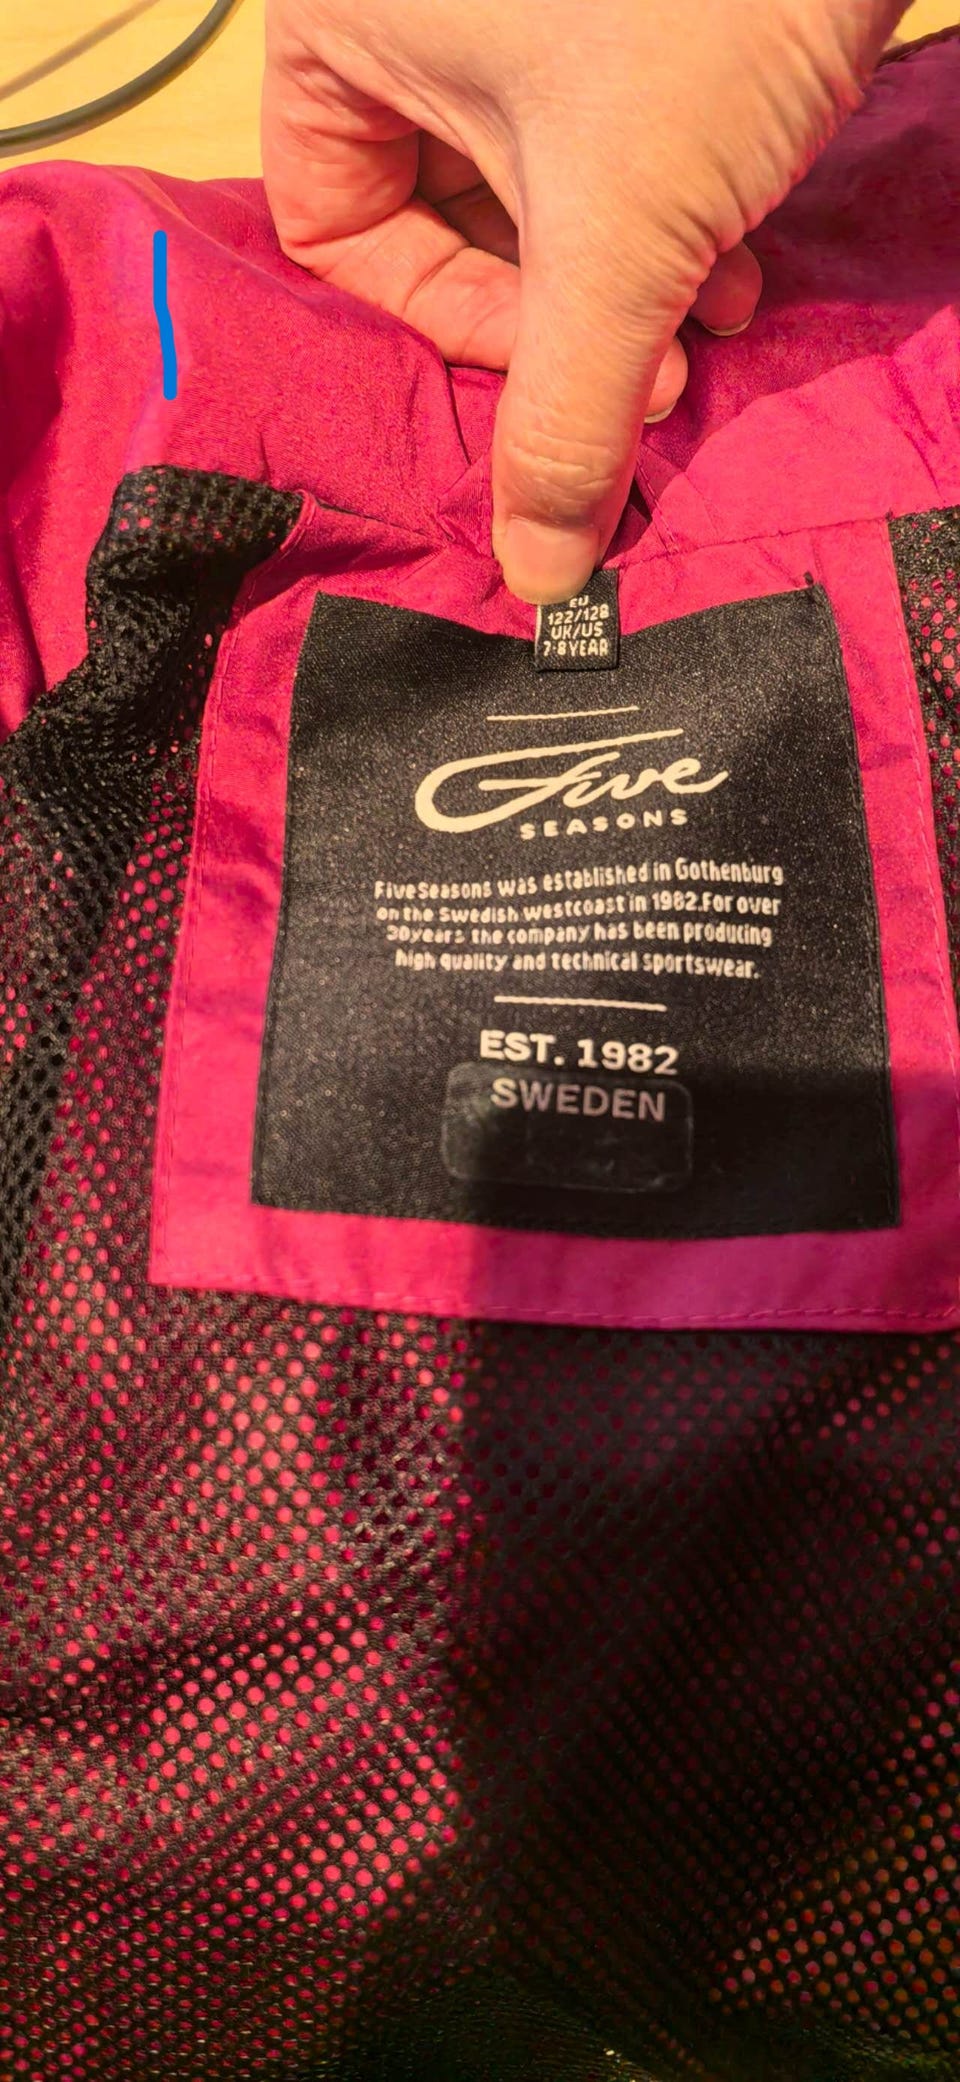 EU
122/128
UK/US
7-8 YEAR
Five
SEASONS
Five Seasons was established in Gothenburg
on the Swedish Westcoast in 1982.For over
30years the company has been producing
high quality and technical sportswear.
EST. 1982
SWEDEN